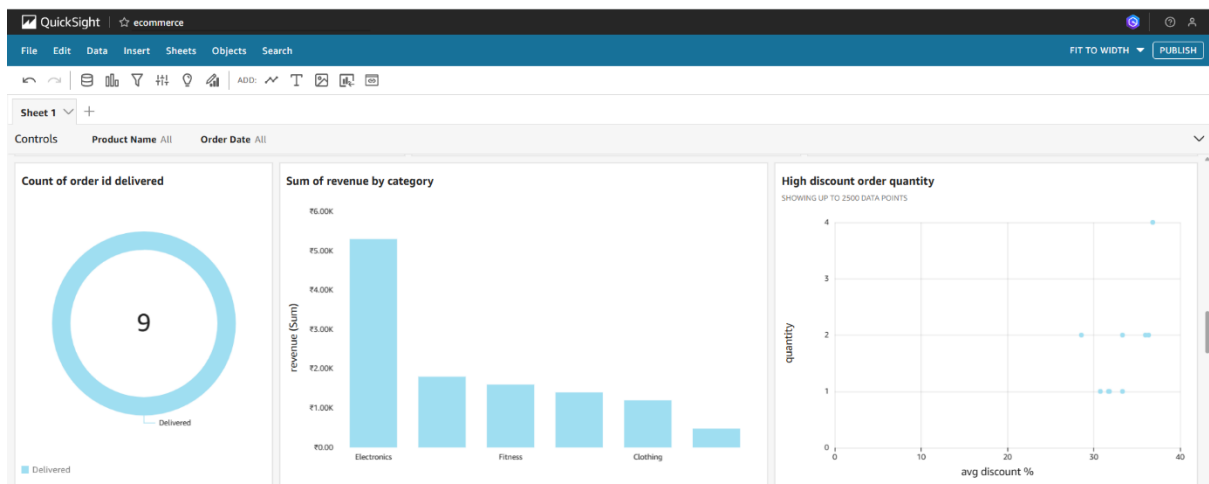 QuickSight ecommerce
File Edit Data Insert Sheets Objects Search FIT TO WIDTH PUBLISH
ADD: T
Sheet 1
Controls Product Name All Order Date All
Count of order id delivered
9
Delivered
Delivered
Sum of revenue by category
revenue (Sum)
₹6.00K
₹5.00K
₹4.00K
₹3.00K
₹2.00K
₹1.00K
₹0.00
Electronics Fitness Clothing
High discount order quantity
SHOWING UP TO 2500 DATA POINTS
quantity
4
3
2
1
0
0 10 20 30 40
avg discount %